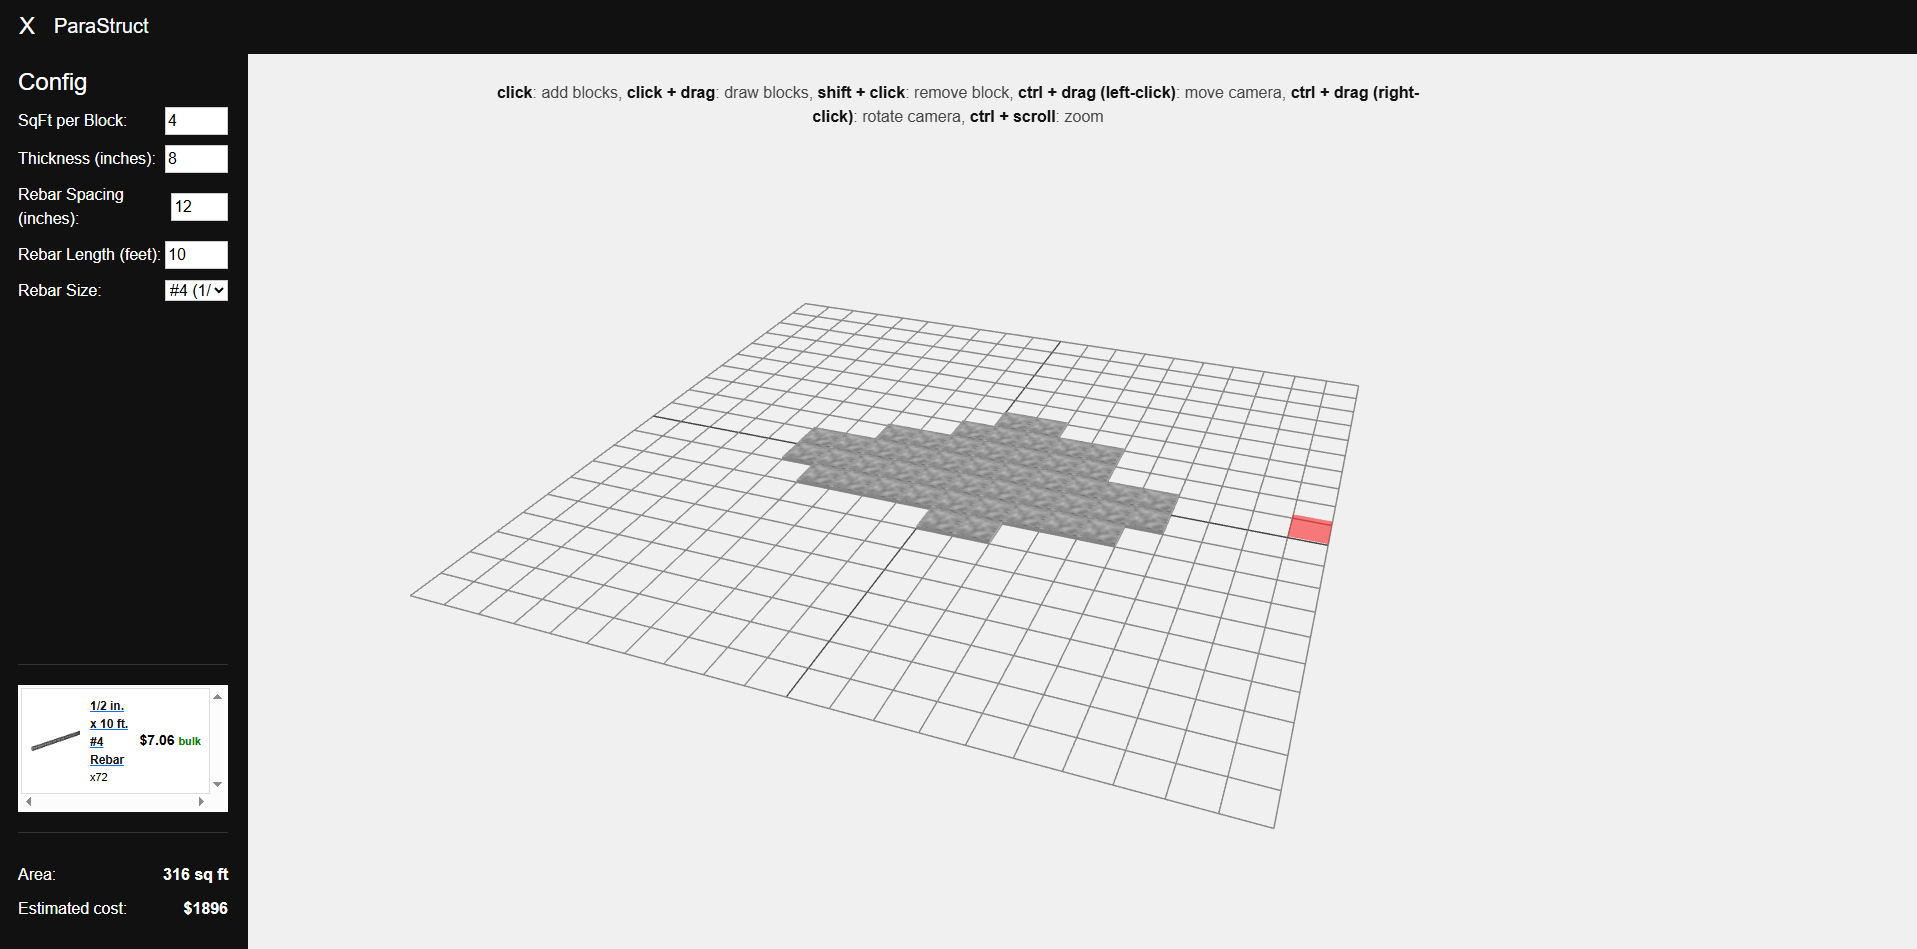 X ParaStruct
Config
SqFt per Block: 4
Thickness (inches): 8
Rebar Spacing
(inches): 12
Rebar Length (feet): 10
Rebar Size: #4 (1/
click: add blocks, click + drag: draw blocks, shift + click: remove block, ctrl + drag (left-click): move camera, ctrl + drag (right-
click): rotate camera, ctrl + scroll: zoom
1/2 in.
x 10 ft.
#4
Rebar
x72
$7.06 bulk
Area: 316 sq ft
Estimated cost: $1896